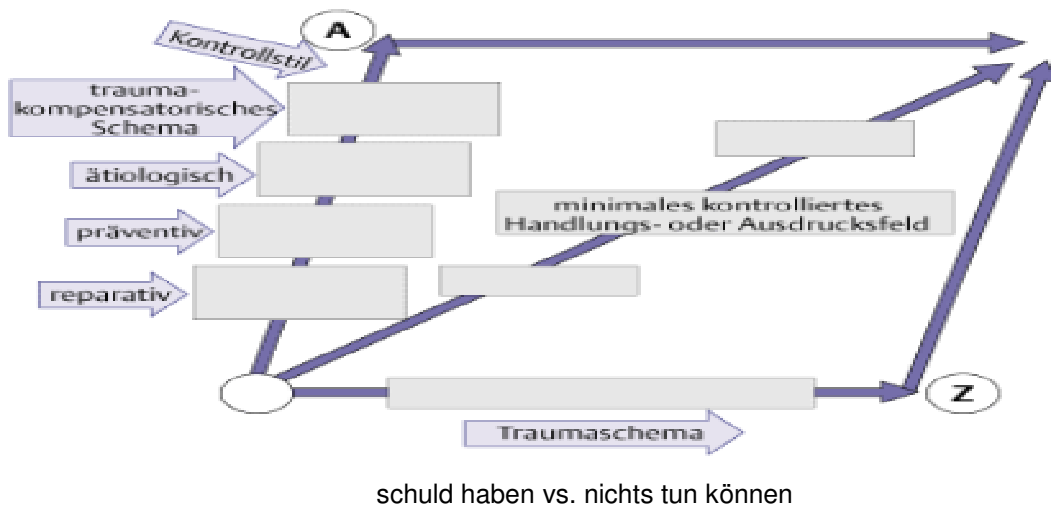 A
Kontrollstil
trauma-
kompensatorisches
Schema
ätiologisch
präventiv
reparativ
minimales kontrolliertes
Handlungs- oder Ausdrucksfeld
Z
Traumaschema
schuld haben vs. nichts tun können